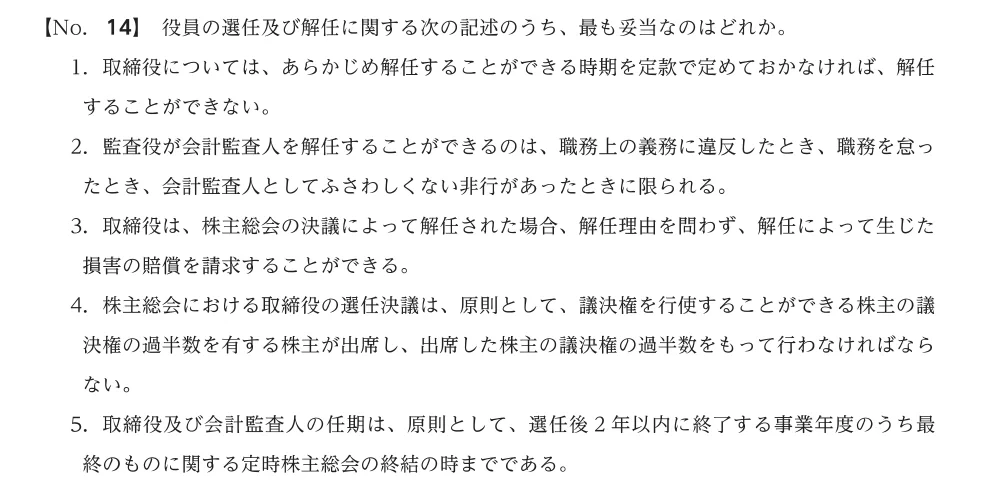 【No. 14】 役員の選任及び解任に関する次の記述のうち、最も妥当なのはどれか。
1. 取締役については、あらかじめ解任することができる時期を定款で定めておかなければ、解任
することができない。
2. 監査役が会計監査人を解任することができるのは、職務上の義務に違反したとき、職務を怠っ
たとき、会計監査人としてふさわしくない非行があったときに限られる。
3. 取締役は、株主総会の決議によって解任された場合、解任理由を問わず、解任によって生じた
損害の賠償を請求することができる。
4. 株主総会における取締役の選任決議は、原則として、議決権を行使することができる株主の議
決権の過半数を有する株主が出席し、出席した株主の議決権の過半数をもって行わなければなら
ない。
5. 取締役及び会計監査人の任期は、原則として、選任後 2 年以内に終了する事業年度のうち最
終のものに関する定時株主総会の終結の時までである。